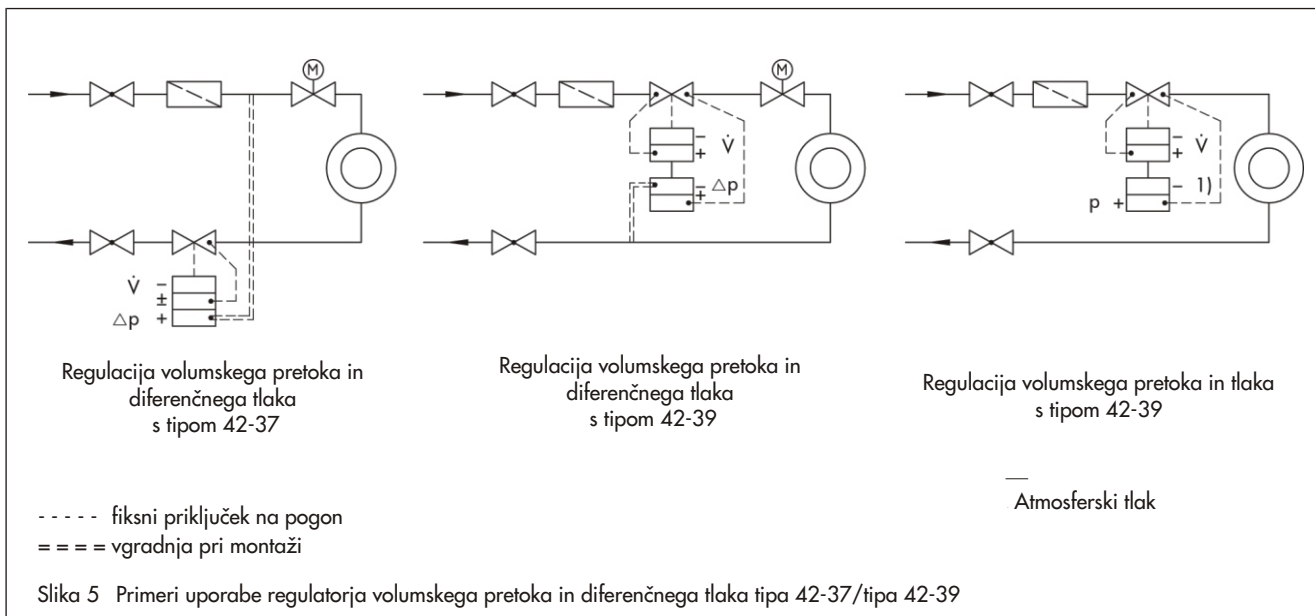 M
M
V̇ -
±
Δp +
-
+ V̇
-
+ Δp
-
+ V̇
- 1)
p +
Regulacija volumskega pretoka in
diferenčnega tlaka
s tipom 42-37
Regulacija volumskega pretoka in
diferenčnega tlaka
s tipom 42-39
Regulacija volumskega pretoka in tlaka
s tipom 42-39
- - - - - fiksni priključek na pogon
= = = = vgradnja pri montaži
Atmosferski tlak
Slika 5 Primeri uporabe regulatorja volumskega pretoka in diferenčnega tlaka tipa 42-37/tipa 42-39